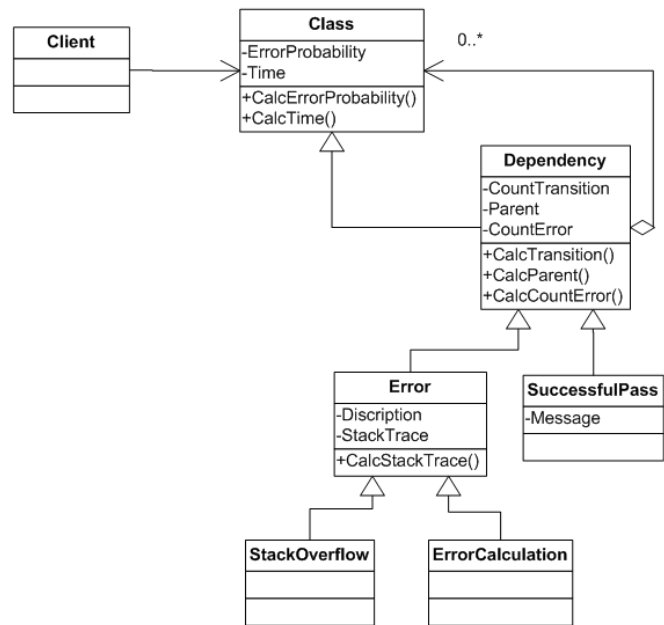 Client
Class
-ErrorProbability
-Time
+CalcErrorProbability()
+CalcTime()
0..*
Dependency
-CountTransition
-Parent
-CountError
+CalcTransition()
+CalcParent()
+CalcCountError()
Error
-Discription
-StackTrace
+CalcStackTrace()
SuccessfulPass
-Message
StackOverflow
ErrorCalculation